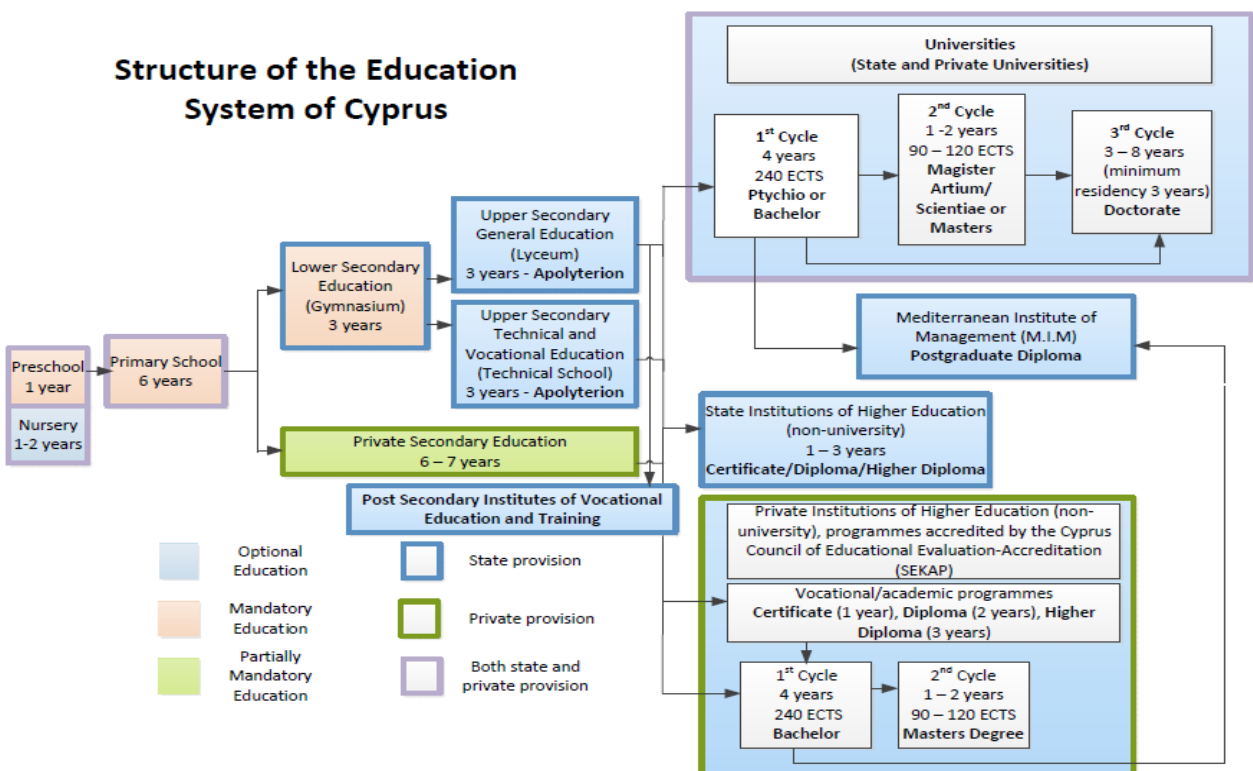 Structure of the Education
System of Cyprus
Universities
(State and Private Universities)
1st Cycle
4 years
240 ECTS
Ptychio or
Bachelor
2nd Cycle
1 -2 years
90 – 120 ECTS
Magister
Artium/
Scientiae or
Masters
3rd Cycle
3 – 8 years
(minimum
residency 3 years)
Doctorate
Upper Secondary
General Education
(Lyceum)
3 years - Apolyterion
Lower Secondary
Education
(Gymnasium)
3 years
Upper Secondary
Technical and
Vocational Education
(Technical School)
3 years - Apolyterion
Mediterranean Institute of
Management (M.I.M)
Postgraduate Diploma
Preschool
1 year
Nursery
1-2 years
Primary School
6 years
Private Secondary Education
6 – 7 years
State Institutions of Higher Education
(non-university)
1 – 3 years
Certificate/Diploma/Higher Diploma
Post Secondary Institutes of Vocational
Education and Training
Private Institutions of Higher Education (non-
university), programmes accredited by the Cyprus
Council of Educational Evaluation-Accreditation
(SEKAP)
Vocational/academic programmes
Certificate (1 year), Diploma (2 years), Higher
Diploma (3 years)
1st Cycle
4 years
240 ECTS
Bachelor
2nd Cycle
1 – 2 years
90 – 120 ECTS
Masters Degree
Optional
Education
State provision
Mandatory
Education
Private provision
Partially
Mandatory
Education
Both state and
private provision